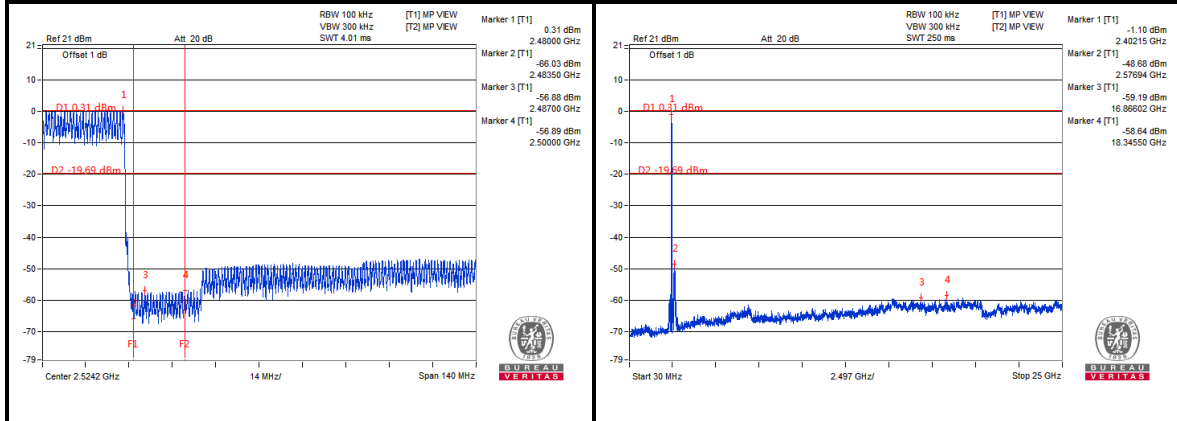 RBW 100 kHz [T1] MP VIEW
VBW 300 kHz [T2] MP VIEW
Ref 21 dBm Att 20 dB SWT 4.01 ms
Offset 1 dB
Marker 1 [T1]
0.31 dBm
2.48000 GHz
Marker 2 [T1]
-66.03 dBm
2.48350 GHz
Marker 3 [T1]
-56.88 dBm
2.48700 GHz
Marker 4 [T1]
-56.89 dBm
2.50000 GHz
21
10
0
-10
-20
-30
-40
-50
-60
-70
-79
1
D1 0.31 dBm
D2 -19.69 dBm
3
4
F1
F2
Center 2.5242 GHz 14 MHz/ Span 140 MHz
BUREAU VERITAS
1828
BUREAU
VERITAS
RBW 100 kHz [T1] MP VIEW
VBW 300 kHz [T2] MP VIEW
Ref 21 dBm Att 20 dB SWT 250 ms
Offset 1 dB
Marker 1 [T1]
-1.10 dBm
2.40215 GHz
Marker 2 [T1]
-48.68 dBm
2.57694 GHz
Marker 3 [T1]
-59.19 dBm
16.86602 GHz
Marker 4 [T1]
-58.64 dBm
18.34550 GHz
21
10
0
-10
-20
-30
-40
-50
-60
-70
-79
1
D1 0.31 dBm
D2 -19.69 dBm
2
3
4
Start 30 MHz 2.497 GHz/ Stop 25 GHz
BUREAU VERITAS
1828
BUREAU
VERITAS